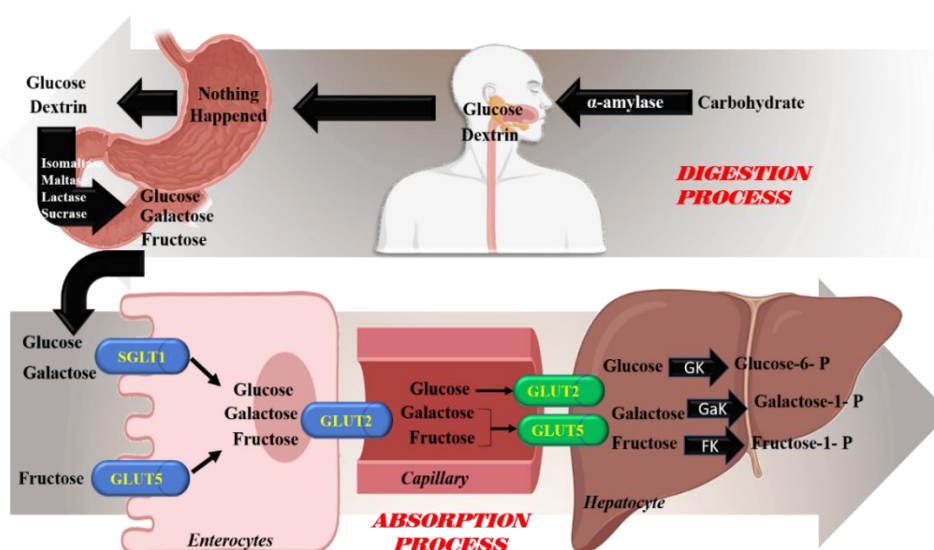 Glucose
Dextrin
Nothing
Happened
Glucose
Dextrin
α-amylase
Carbohydrate
DIGESTION
PROCESS
Isomaltase
Maltase
Lactase
Sucrase
Glucose
Galactose
Fructose
Glucose
Galactose
SGLT1
Fructose
GLUT5
Glucose
Galactose
Fructose
GLUT2
Enterocytes
Glucose
Galactose
Fructose
GLUT2
GLUT5
Capillary
ABSORPTION
PROCESS
Glucose
GK
Glucose-6- P
Galactose
GaK
Galactose-1- P
Fructose
FK
Fructose-1- P
Hepatocyte